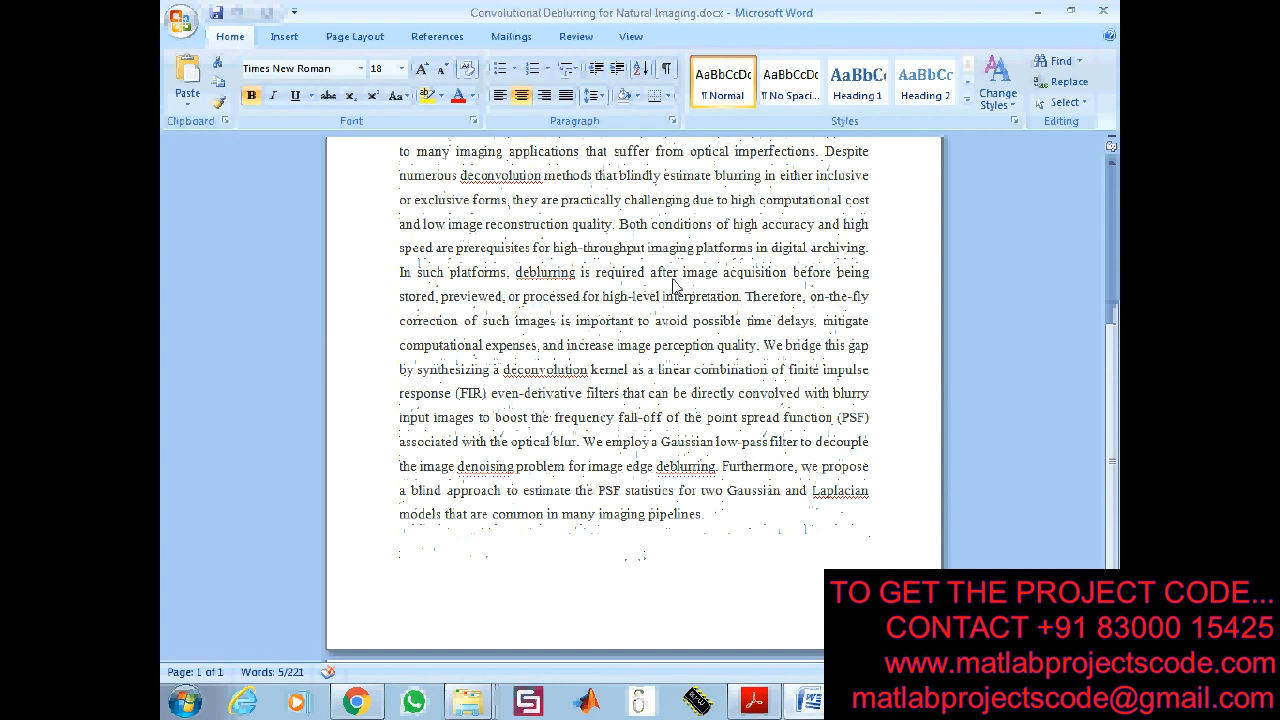 Convolutional Deblurring for Natural Imaging.docx - Microsoft Word
Home Insert Page Layout References Mailings Review View
Times New Roman 18
Paste
B I U abc x₂ x² Aa
AaBbCcDc AaBbCcDc AaBbC AaBbCc
¶ Normal ¶ No Spaci... Heading 1 Heading 2
Change Styles
Find
Replace
Select
Clipboard Font Paragraph Styles Editing
to many imaging applications that suffer from optical imperfections. Despite
numerous deconvolution methods that blindly estimate blurring in either inclusive
or exclusive forms, they are practically challenging due to high computational cost
and low image reconstruction quality. Both conditions of high accuracy and high
speed are prerequisites for high-throughput imaging platforms in digital archiving.
In such platforms, deblurring is required after image acquisition before being
stored, previewed, or processed for high-level interpretation. Therefore, on-the-fly
correction of such images is important to avoid possible time delays, mitigate
computational expenses, and increase image perception quality. We bridge this gap
by synthesizing a deconvolution kernel as a linear combination of finite impulse
response (FIR) even-derivative filters that can be directly convolved with blurry
input images to boost the frequency fall-off of the point spread function (PSF)
associated with the optical blur. We employ a Gaussian low-pass filter to decouple
the image denoising problem for image edge deblurring. Furthermore, we propose
a blind approach to estimate the PSF statistics for two Gaussian and Laplacian
models that are common in many imaging pipelines.
Page: 1 of 1 Words: 5/221
TO GET THE PROJECT CODE...
CONTACT +91 83000 15425
www.matlabprojectscode.com
matlabprojectscode@gmail.com